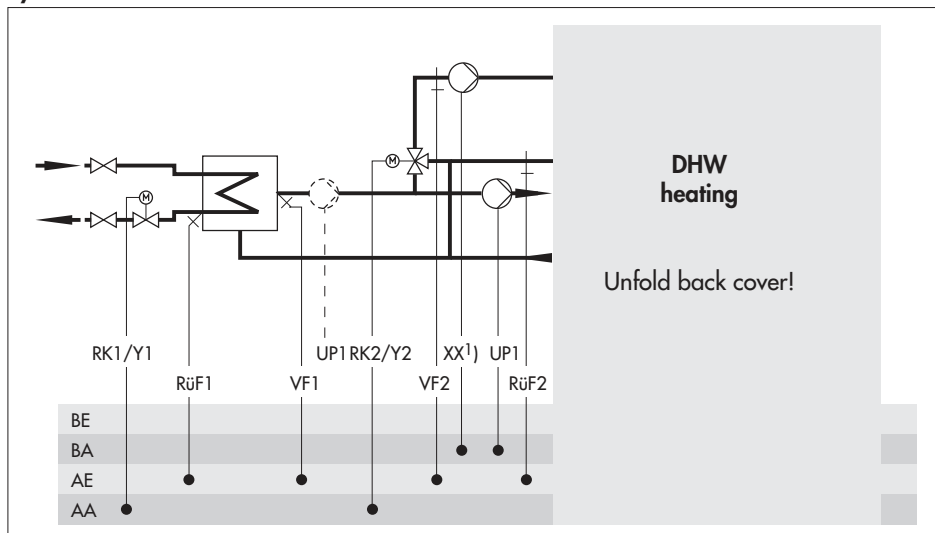 DHW
heating
Unfold back cover!
M
M
RK1/Y1
UP1 RK2/Y2
XX1)
UP1
RüF1
VF1
VF2
RüF2
BE
BA
AE
AA